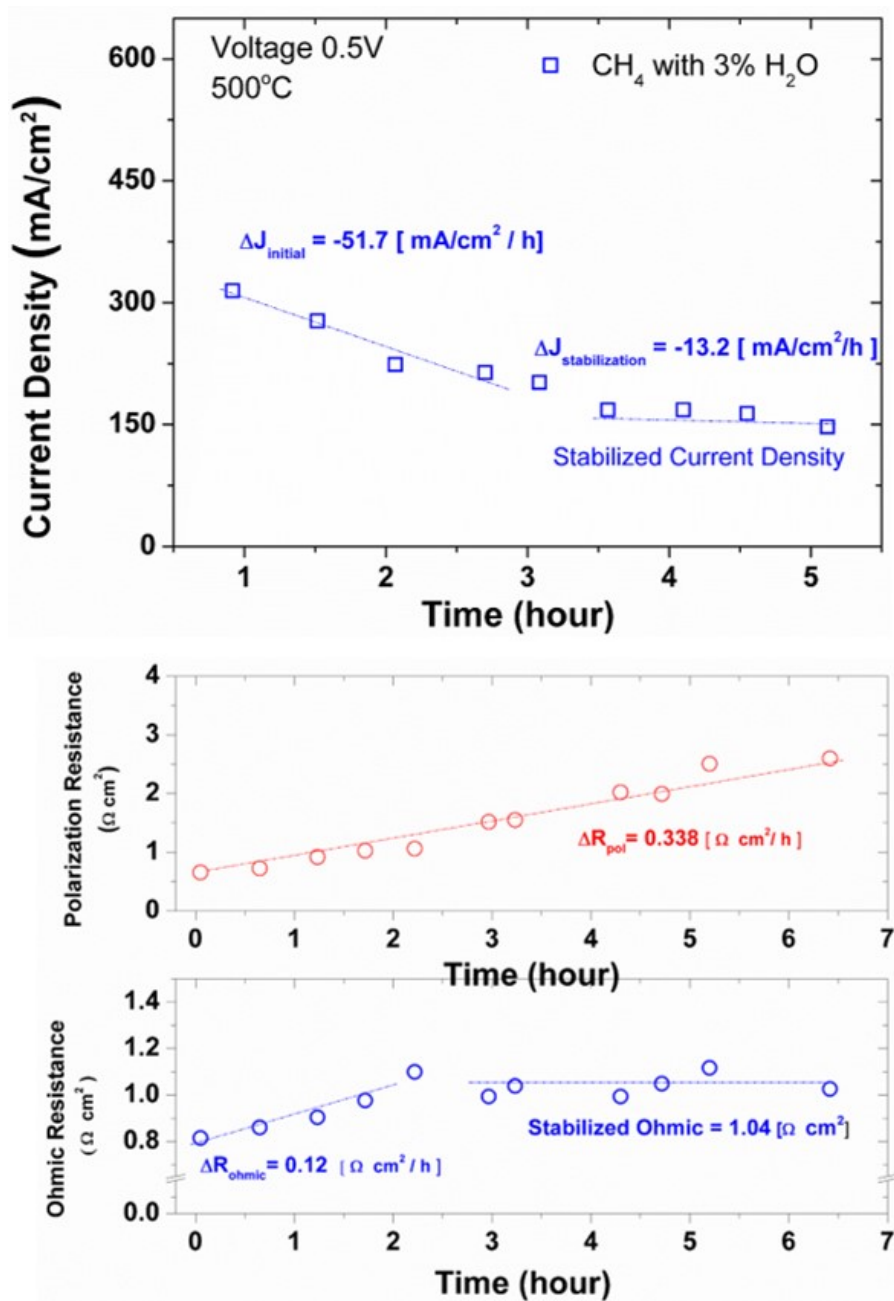 600
450
300
150
0
Current Density (mA/cm²)
Voltage 0.5V
500°C
CH₄ with 3% H₂O
ΔJinitial = -51.7 [ mA/cm² / h]
ΔJstabilization = -13.2 [ mA/cm²/h ]
Stabilized Current Density
1 2 3 4 5
Time (hour)
Polarization Resistance
(Ω cm²)
4
3
2
1
0
ΔRpol= 0.338 [ Ω cm²/ h ]
0 1 2 3 4 5 6 7
Time (hour)
Ohmic Resistance
( Ω cm²)
1.4
1.2
1.0
0.8
0.0
ΔRohmic= 0.12 [ Ω cm² / h ]
Stabilized Ohmic = 1.04 [Ω cm²]
0 1 2 3 4 5 6 7
Time (hour)